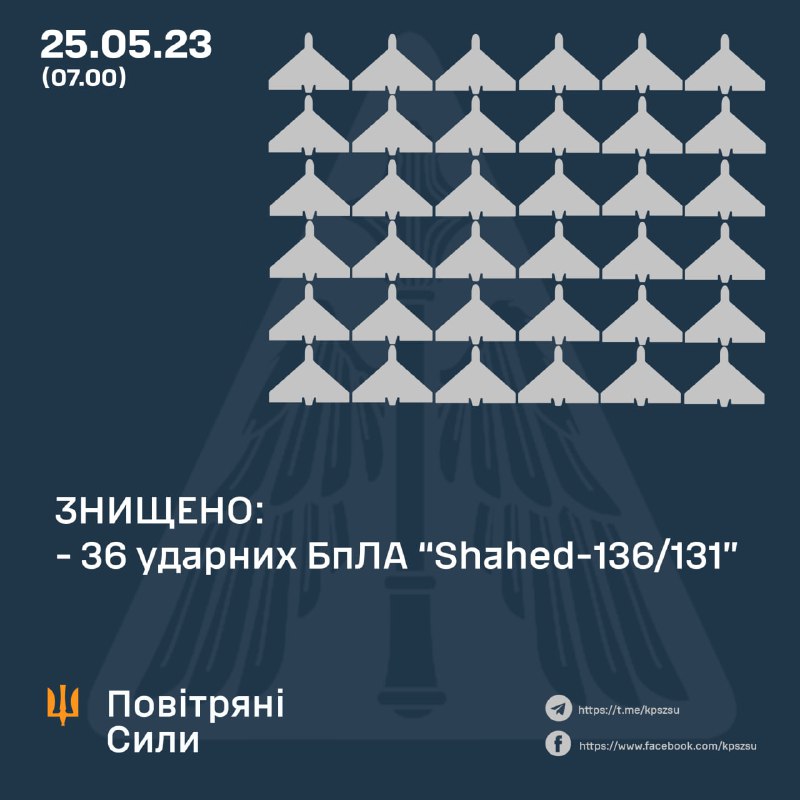 25.05.23
(07.00)
ЗНИЩЕНО:
- 36 ударних БпЛА “Shahed-136/131”
Повітряні
Сили
https://t.me/kpszsu
https://www.facebook.com/kpszsu